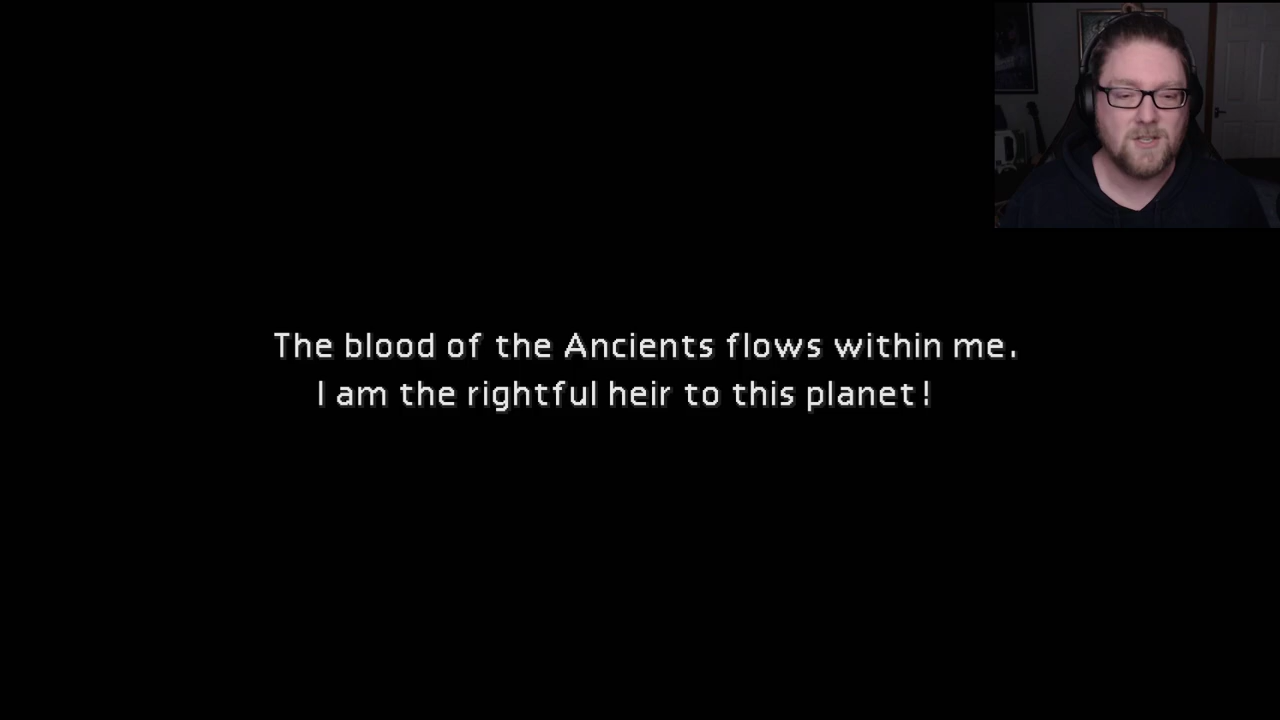 The blood of the Ancients flows within me.
I am the rightful heir to this planet!